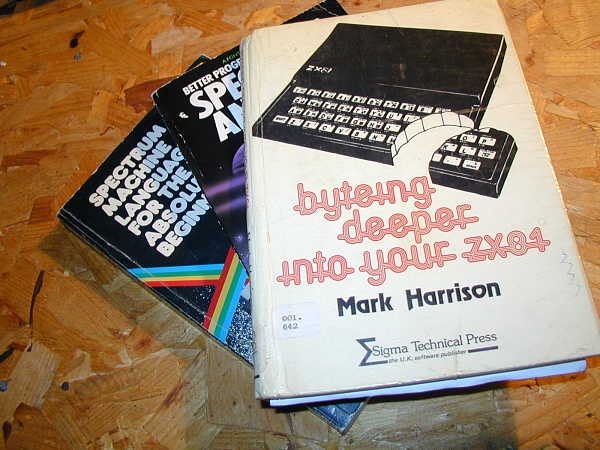 ZX81
byteing
deeper
into your ZX81
Mark Harrison
001.
642
Sigma Technical Press
the U.K. software publisher
BETTER PROG
SPE
A
SPECTRUM
MACHINE
LANGUAGE
FOR THE
ABSOLU
BEGINN